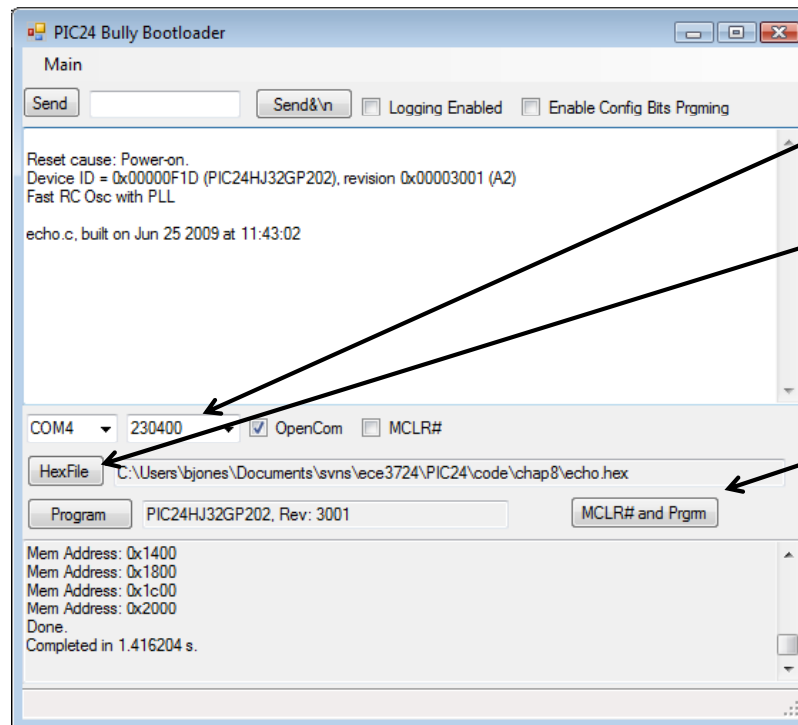 PIC24 Bully Bootloader
Main
Send Send&\n Logging Enabled Enable Config Bits Prgming
Reset cause: Power-on.
Device ID = 0x00000F1D (PIC24HJ32GP202), revision 0x00003001 (A2)
Fast RC Osc with PLL
echo.c, built on Jun 25 2009 at 11:43:02
COM4 230400 OpenCom MCLR#
HexFile C:\Users\bjones\Documents\svns\ece3724\PIC24\code\chap8\echo.hex
Program PIC24HJ32GP202, Rev: 3001 MCLR# and Prgrm
Mem Address: 0x1400
Mem Address: 0x1800
Mem Address: 0x1c00
Mem Address: 0x2000
Done.
Completed in 1.416204 s.